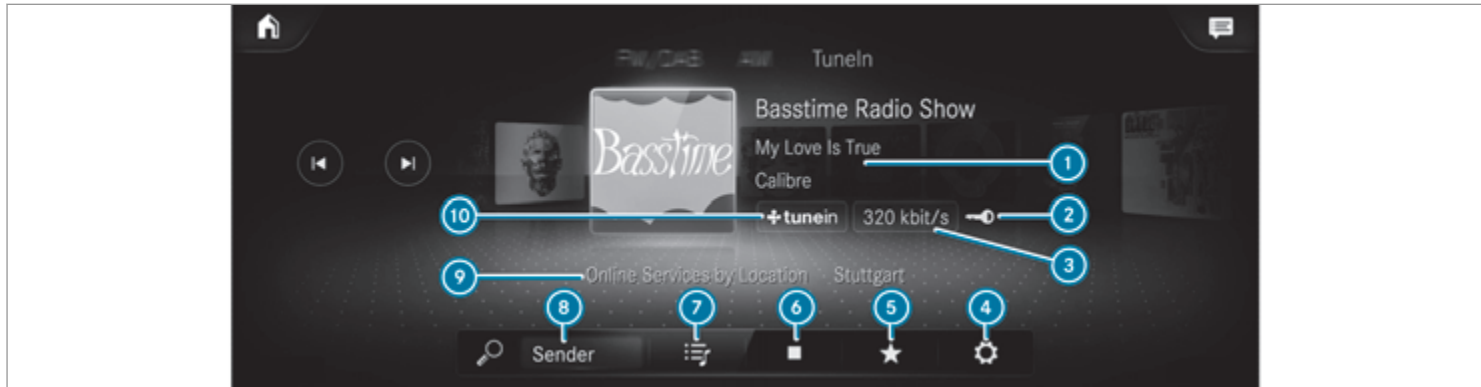 FM/DAB AM TuneIn
Basstime Radio Show
Basstime
My Love Is True
1
Calibre
10
tunein 320 kbit/s
2
3
9
Online Services by Location Stuttgart
8 7 6 5 4
Sender